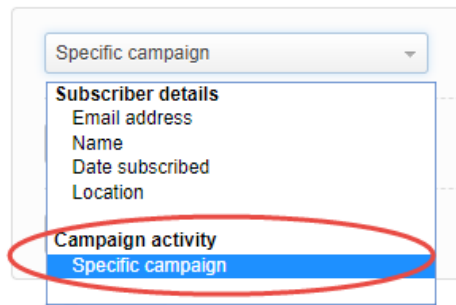 Specific campaign
Subscriber details
Email address
Name
Date subscribed
Location
Campaign activity
Specific campaign